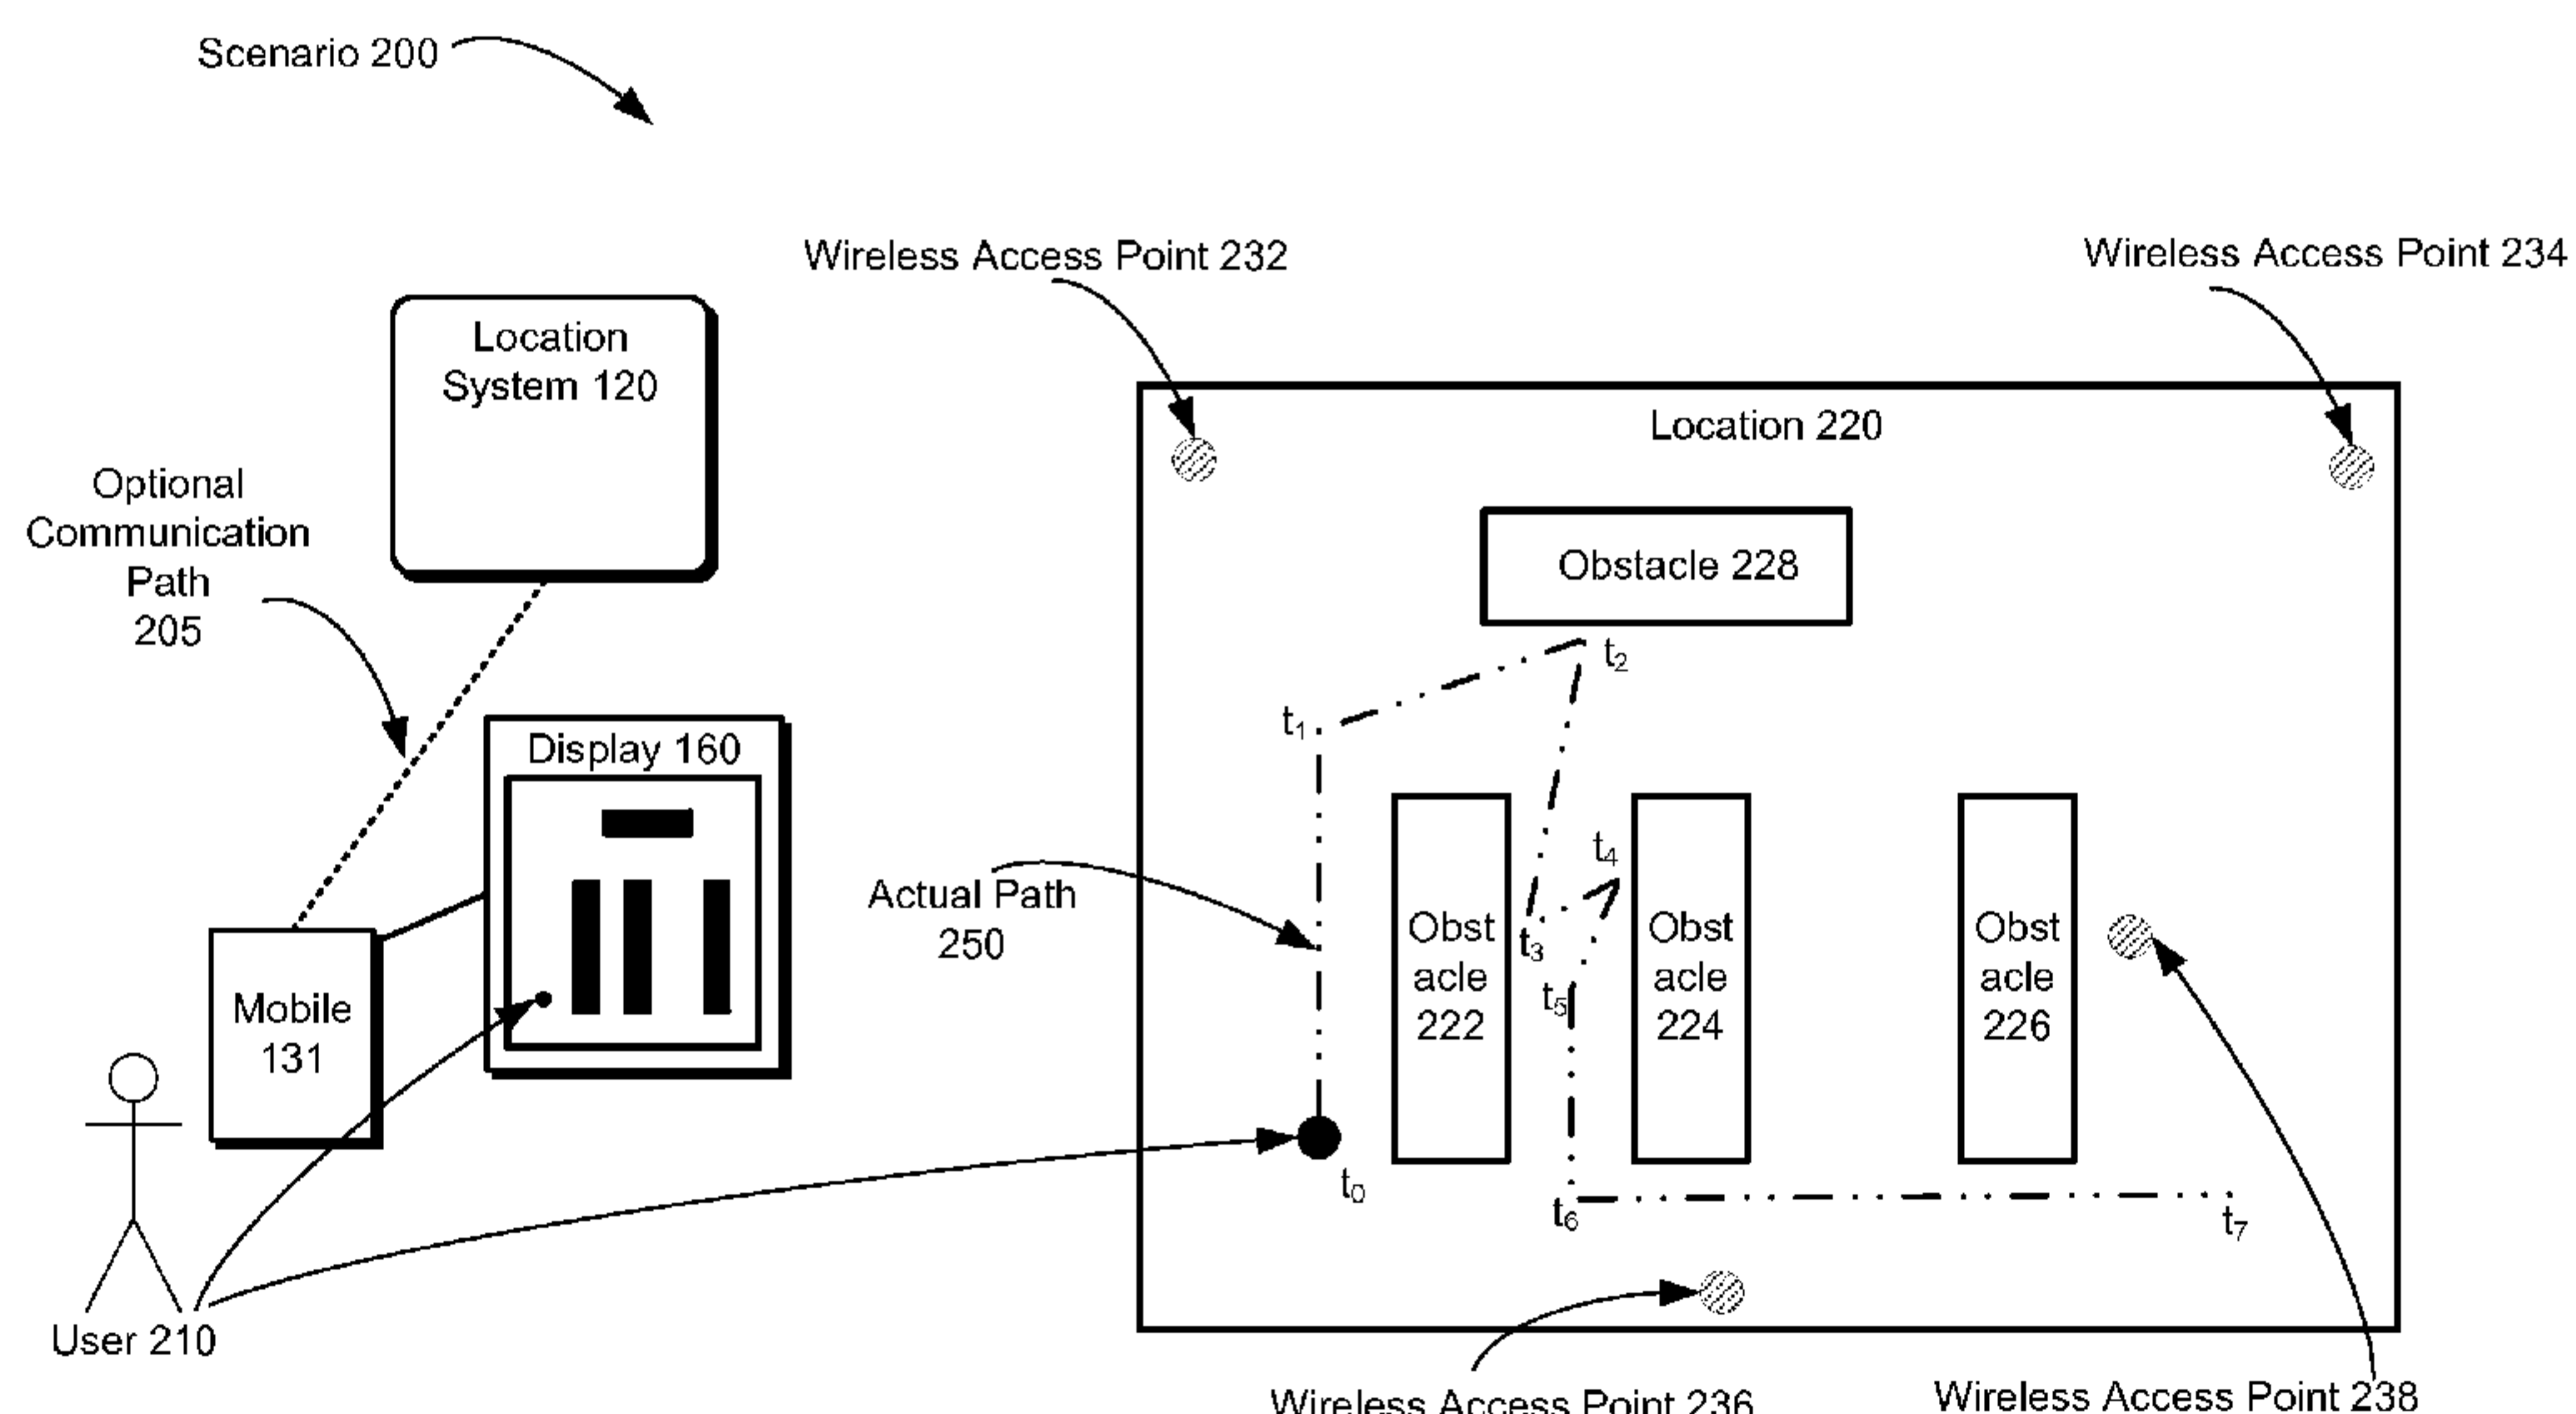 Scenario 200
Wireless Access Point 232
Wireless Access Point 234
Location
System 120
Location 220
Optional
Communication
Path
205
Obstacle 228
t2
t1
Display 160
t4
Actual Path
250
Obst
acle
222
t3
Obst
acle
224
Obst
acle
226
t5
Mobile
131
t0
t6
t7
User 210
Wireless Access Point 236
Wireless Access Point 238